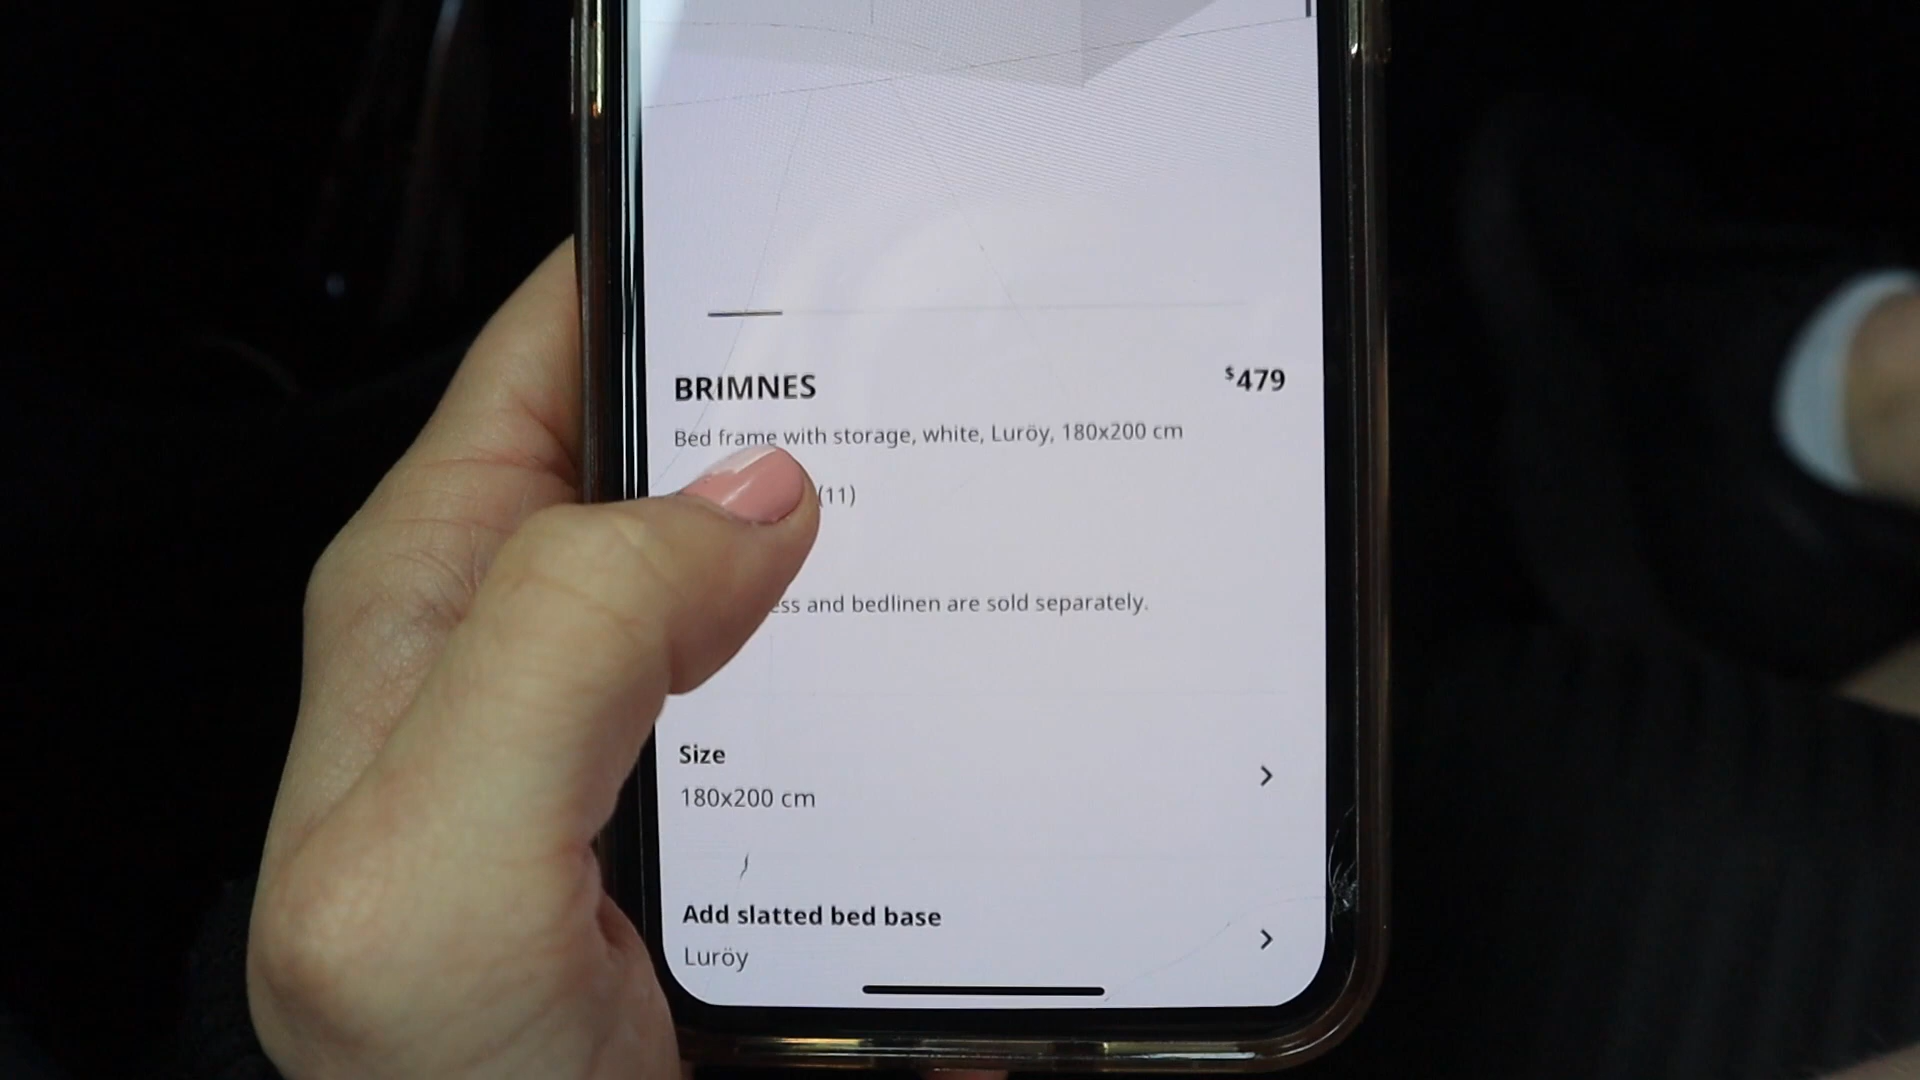 BRIMNES
$479
Bed frame with storage, white, Luröy, 180x200 cm
(11)
and bedlinen are sold separately.
Size
180x200 cm
Add slatted bed base
Luröy